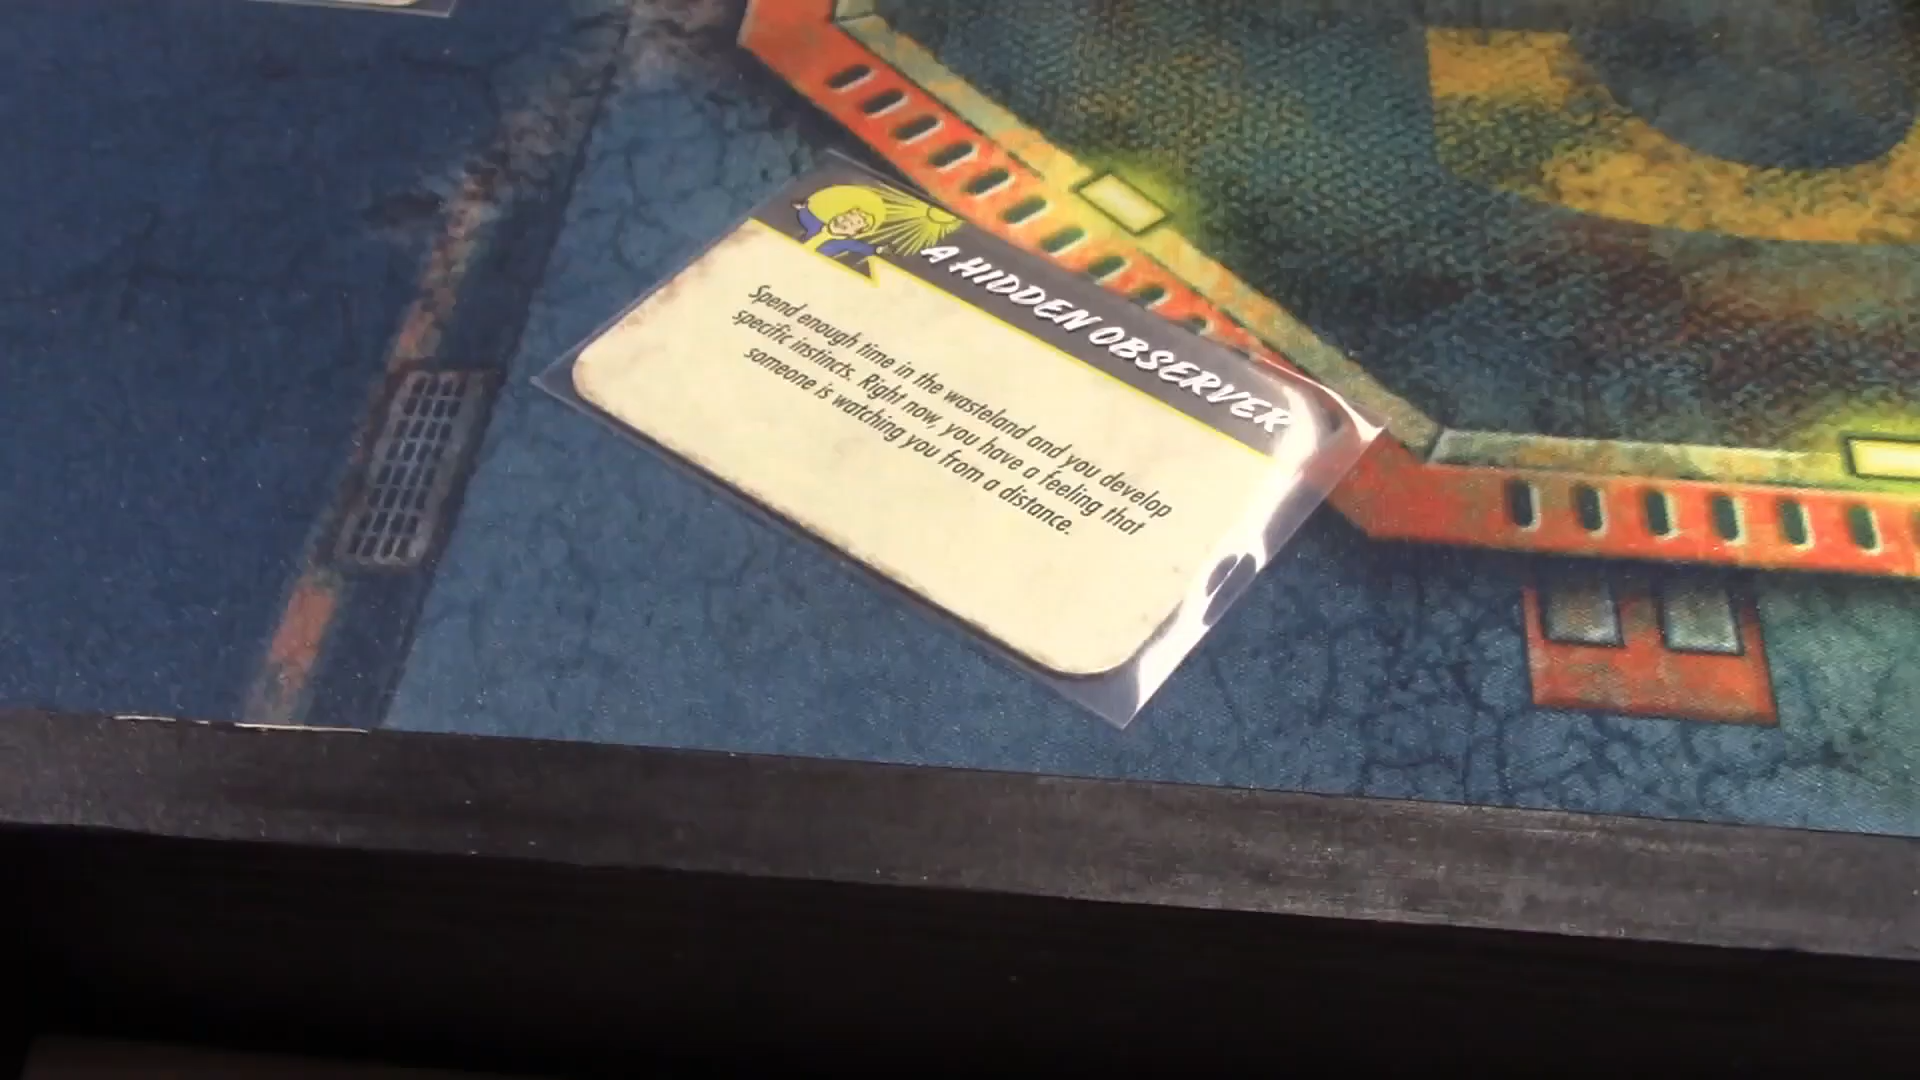 A HIDDEN OBSERVER
Spend enough time in the wasteland and you develop
specific instincts. Right now, you have a feeling that
someone is watching you from a distance.